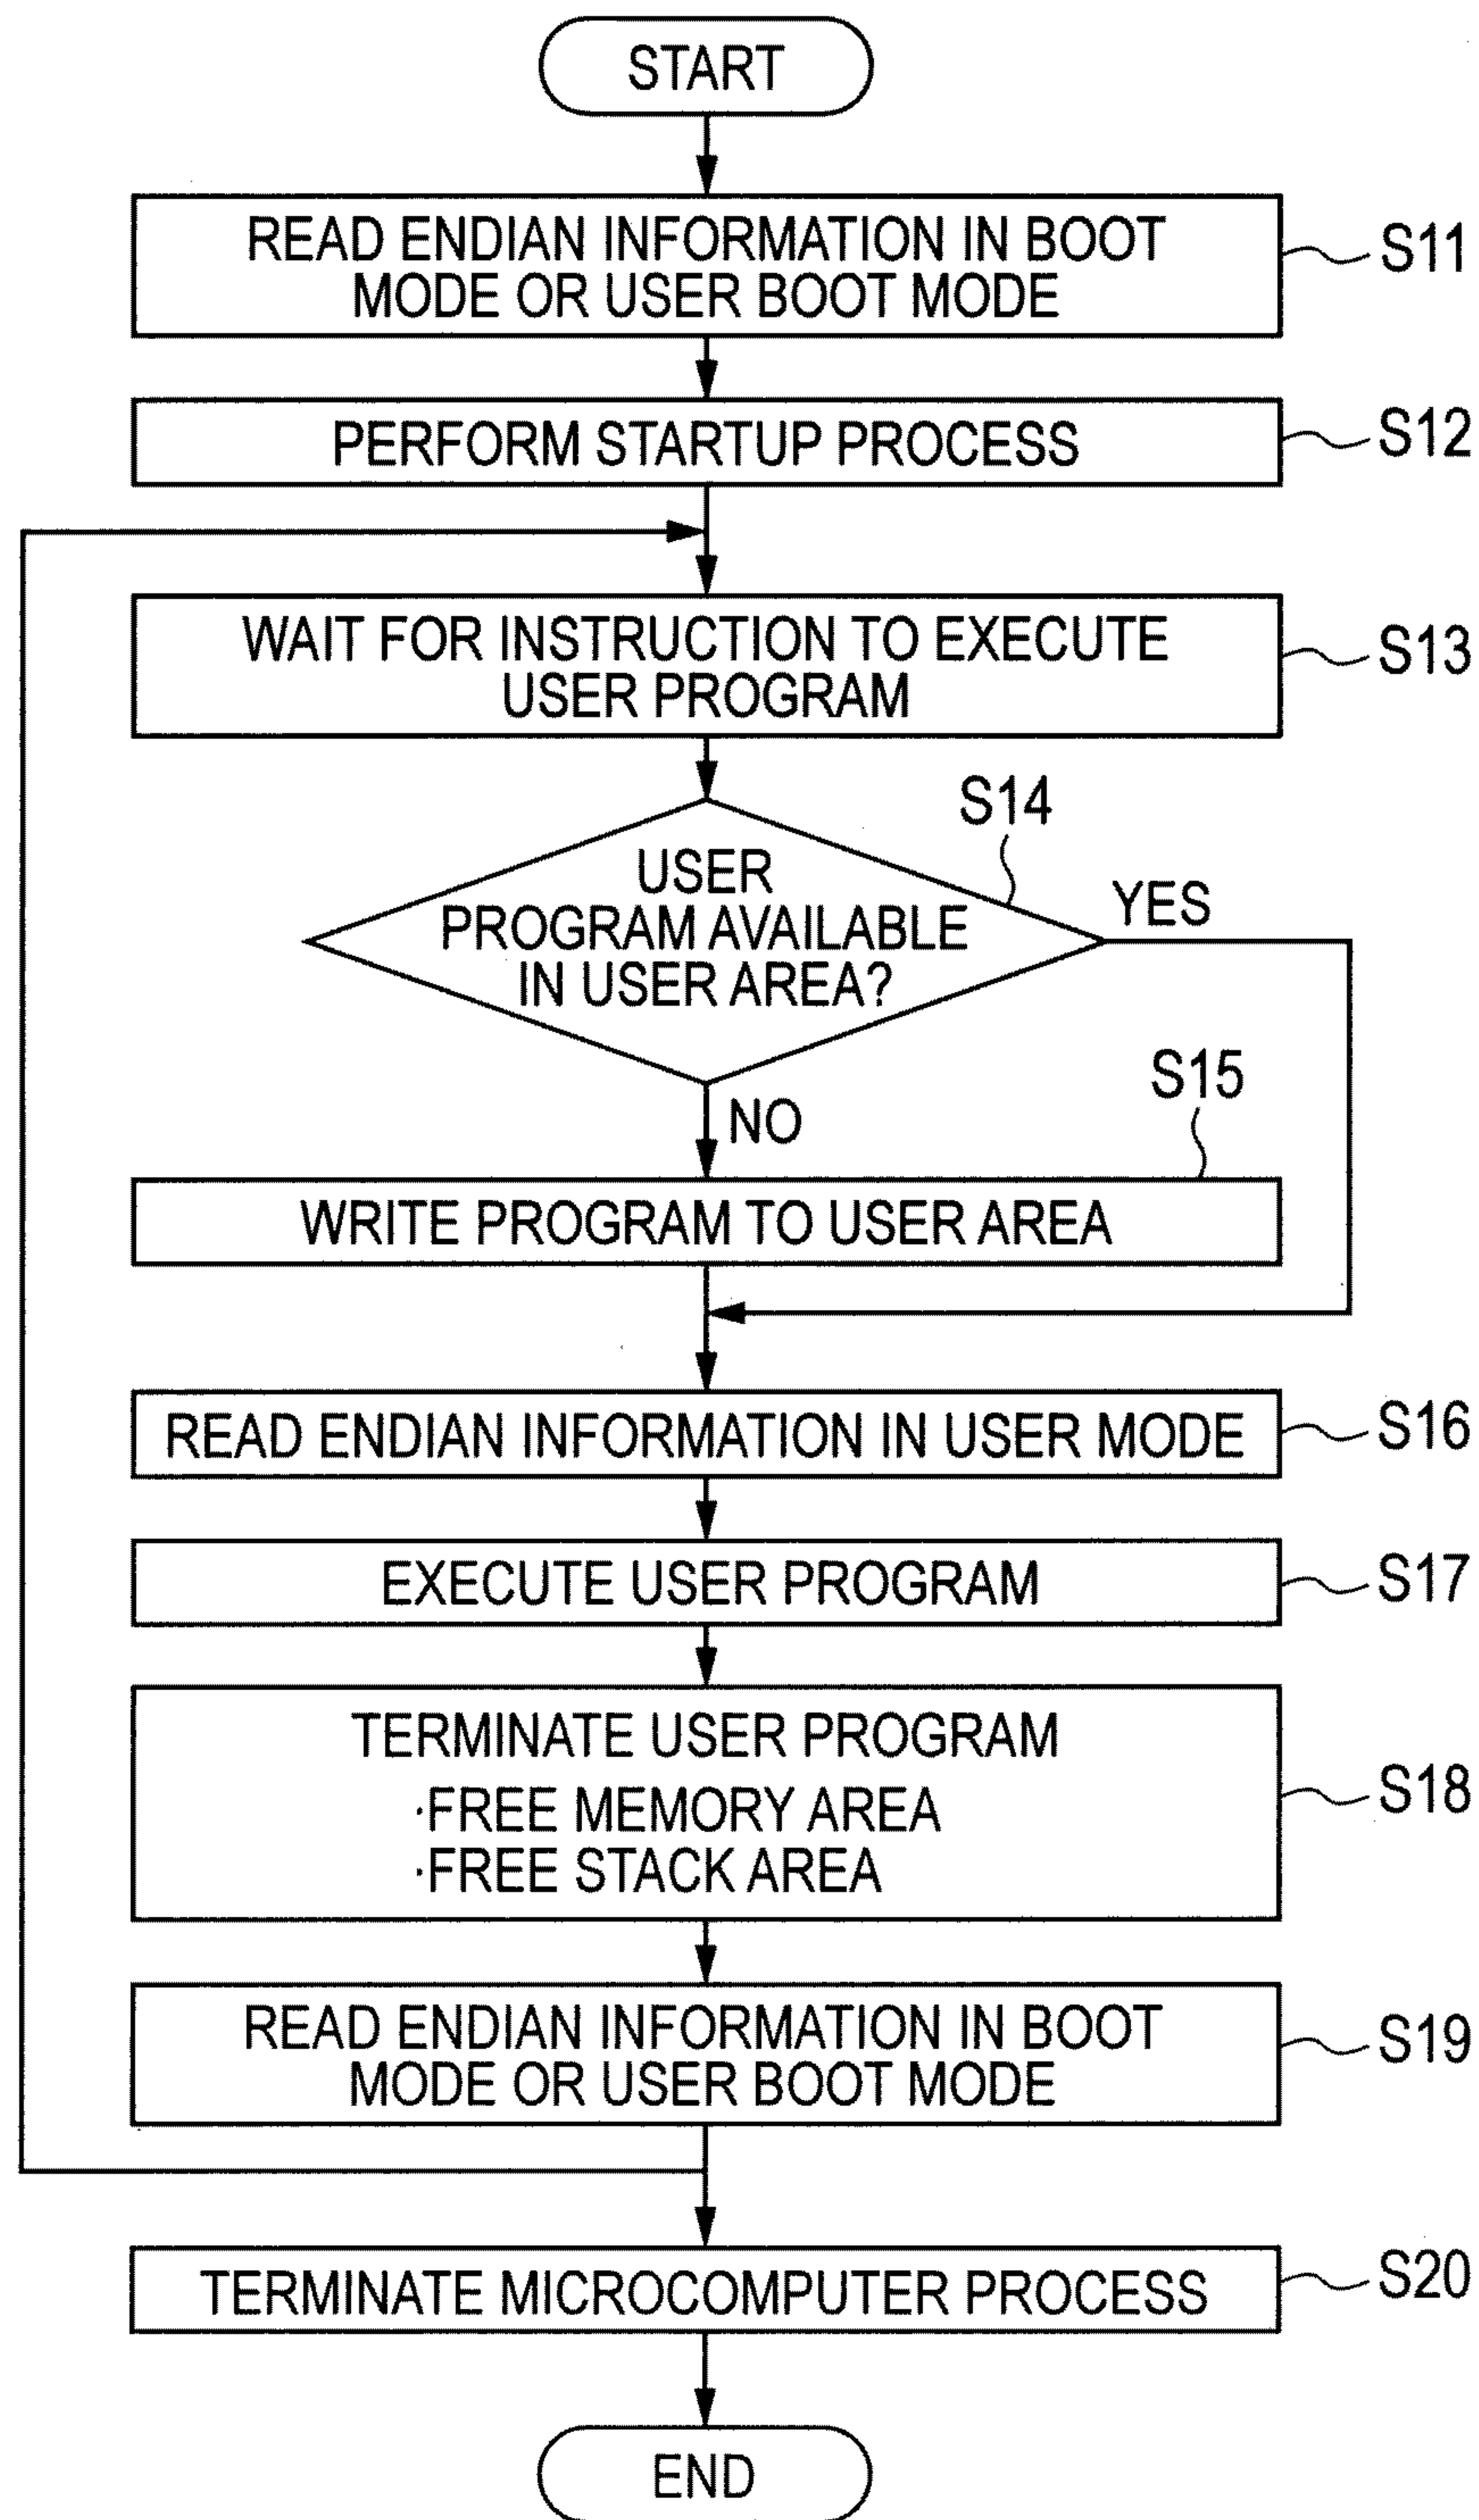 START
READ ENDIAN INFORMATION IN BOOT
MODE OR USER BOOT MODE
S11
PERFORM STARTUP PROCESS
S12
WAIT FOR INSTRUCTION TO EXECUTE
USER PROGRAM
S13
S14
USER
PROGRAM AVAILABLE
IN USER AREA?
YES
NO
S15
WRITE PROGRAM TO USER AREA
READ ENDIAN INFORMATION IN USER MODE
S16
EXECUTE USER PROGRAM
S17
TERMINATE USER PROGRAM
·FREE MEMORY AREA
·FREE STACK AREA
S18
READ ENDIAN INFORMATION IN BOOT
MODE OR USER BOOT MODE
S19
TERMINATE MICROCOMPUTER PROCESS
S20
END